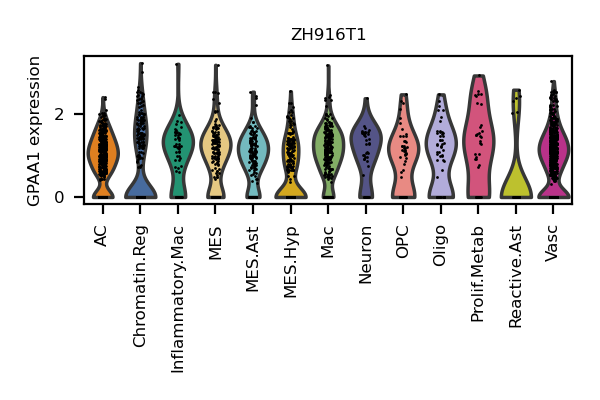 ZH916T1
GPAA1 expression
2
0
AC
Chromatin.Reg
Inflammatory.Mac
MES
MES.Ast
MES.Hyp
Mac
Neuron
OPC
Oligo
Prolif.Metab
Reactive.Ast
Vasc